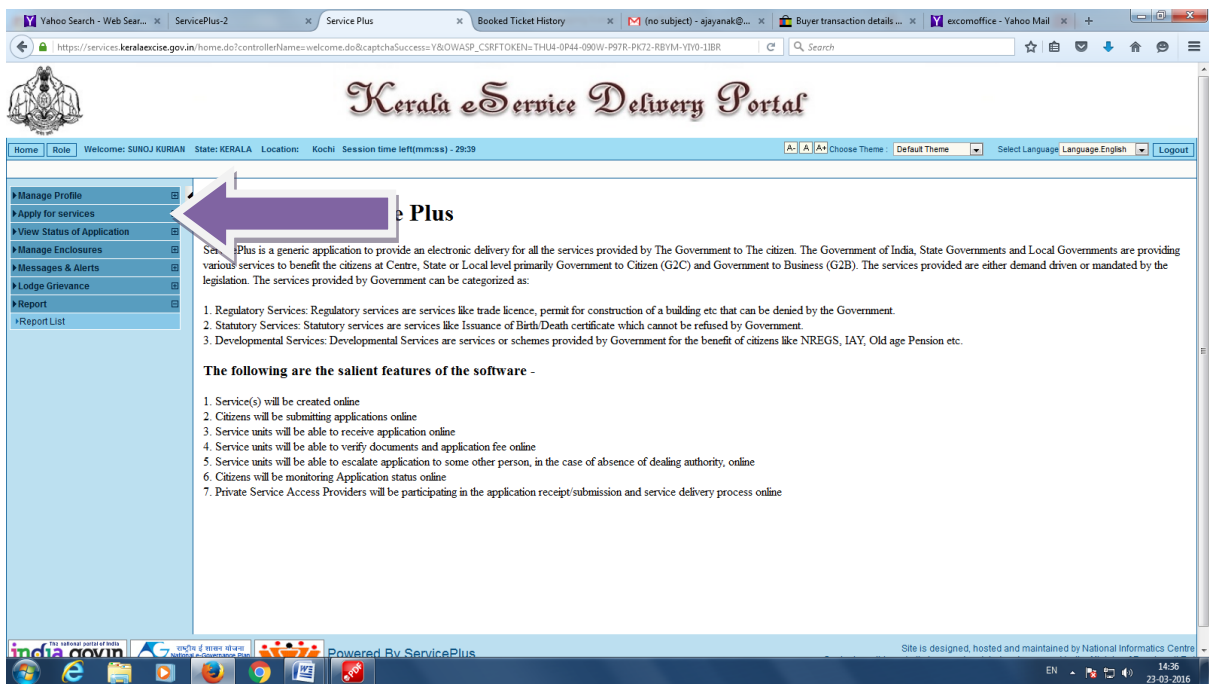 Yahoo Search - Web Sear... ServicePlus-2 Service Plus Booked Ticket History (no subject) - ajayanak@... Buyer transaction details ... excomoffice - Yahoo Mail
https://services.keralaexcise.gov.in/home.do?controllerName=welcome.do&captchaSuccess=Y&OWASP_CSRFTOKEN=THU4-0P44-090W-P97R-PK72-RBYM-YIY0-1IBR Search
Kerala eService Delivery Portal
Home Role Welcome: SUNOJ KURIAN State: KERALA Location: Kochi Session time left(mm:ss) - 29:39 A- A A+ Choose Theme : Default Theme Select Language Language.English Logout
Manage Profile
Apply for services
View Status of Application
Manage Enclosures
Messages & Alerts
Lodge Grievance
Report
Report List
e Plus
ServicePlus is a generic application to provide an electronic delivery for all the services provided by The Government to The citizen. The Government of India, State Governments and Local Governments are providing
various services to benefit the citizens at Centre, State or Local level primarily Government to Citizen (G2C) and Government to Business (G2B). The services provided are either demand driven or mandated by the
legislation. The services provided by Government can be categorized as:
1. Regulatory Services: Regulatory services are services like trade licence, permit for construction of a building etc that can be denied by the Government.
2. Statutory Services: Statutory services are services like Issuance of Birth/Death certificate which cannot be refused by Government.
3. Developmental Services: Developmental Services are services or schemes provided by Government for the benefit of citizens like NREGS, IAY, Old age Pension etc.
The following are the salient features of the software -
1. Service(s) will be created online
2. Citizens will be submitting applications online
3. Service units will be able to receive application online
4. Service units will be able to verify documents and application fee online
5. Service units will be able to escalate application to some other person, in the case of absence of dealing authority, online
6. Citizens will be monitoring Application status online
7. Private Service Access Providers will be participating in the application receipt/submission and service delivery process online
The national portal of India
india.gov.in
राष्ट्रीय ई शासन योजना
National e-Governance Plan
Powered By ServicePlus
Site is designed, hosted and maintained by National Informatics Centre
EN 14:36
23-03-2016